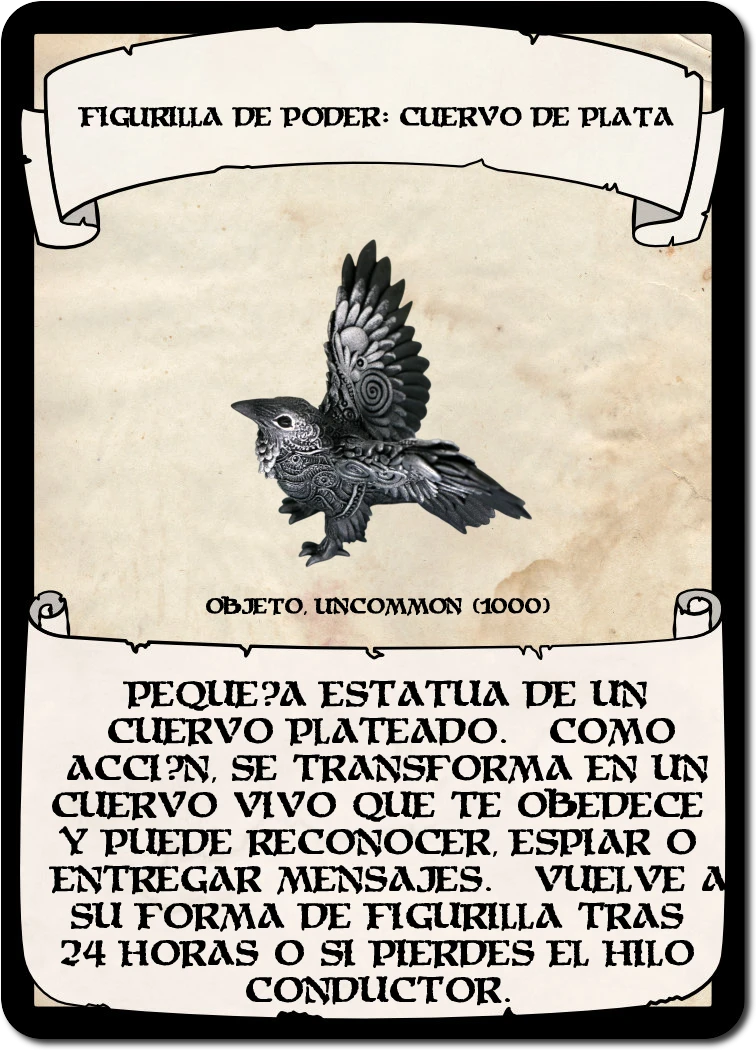 FIGURILLA DE PODER: CUERVO DE PLATA
OBJETO, UNCOMMON (1000)
PEQUE?A ESTATUA DE UN
CUERVO PLATEADO. COMO
ACCI?N, SE TRANSFORMA EN UN
CUERVO VIVO QUE TE OBEDECE
Y PUEDE RECONOCER, ESPIAR O
ENTREGAR MENSAJES. VUELVE A
SU FORMA DE FIGURILLA TRAS
24 HORAS O SI PIERDES EL HILO
CONDUCTOR.